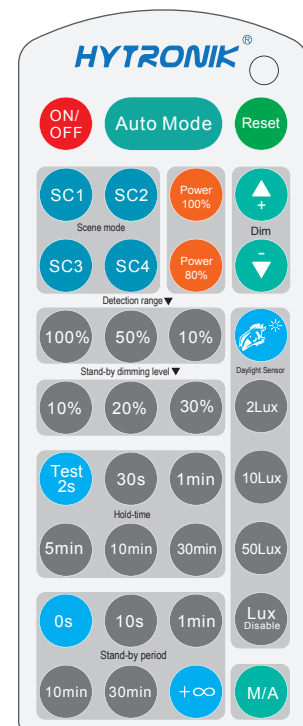 HYTRONIK®
ON/
OFF
Auto Mode
Reset
SC1 SC2
Power
100%
+
Scene mode
Dim
SC3 SC4
Power
80%
-
Detection range▼
100% 50% 10%
Stand-by dimming level▼
Daylight Sensor
10% 20% 30%
2Lux
Test
2s
30s 1min
10Lux
Hold-time
5min 10min 30min
50Lux
0s 10s 1min
Lux
Disable
Stand-by period
10min 30min +∞
M/A